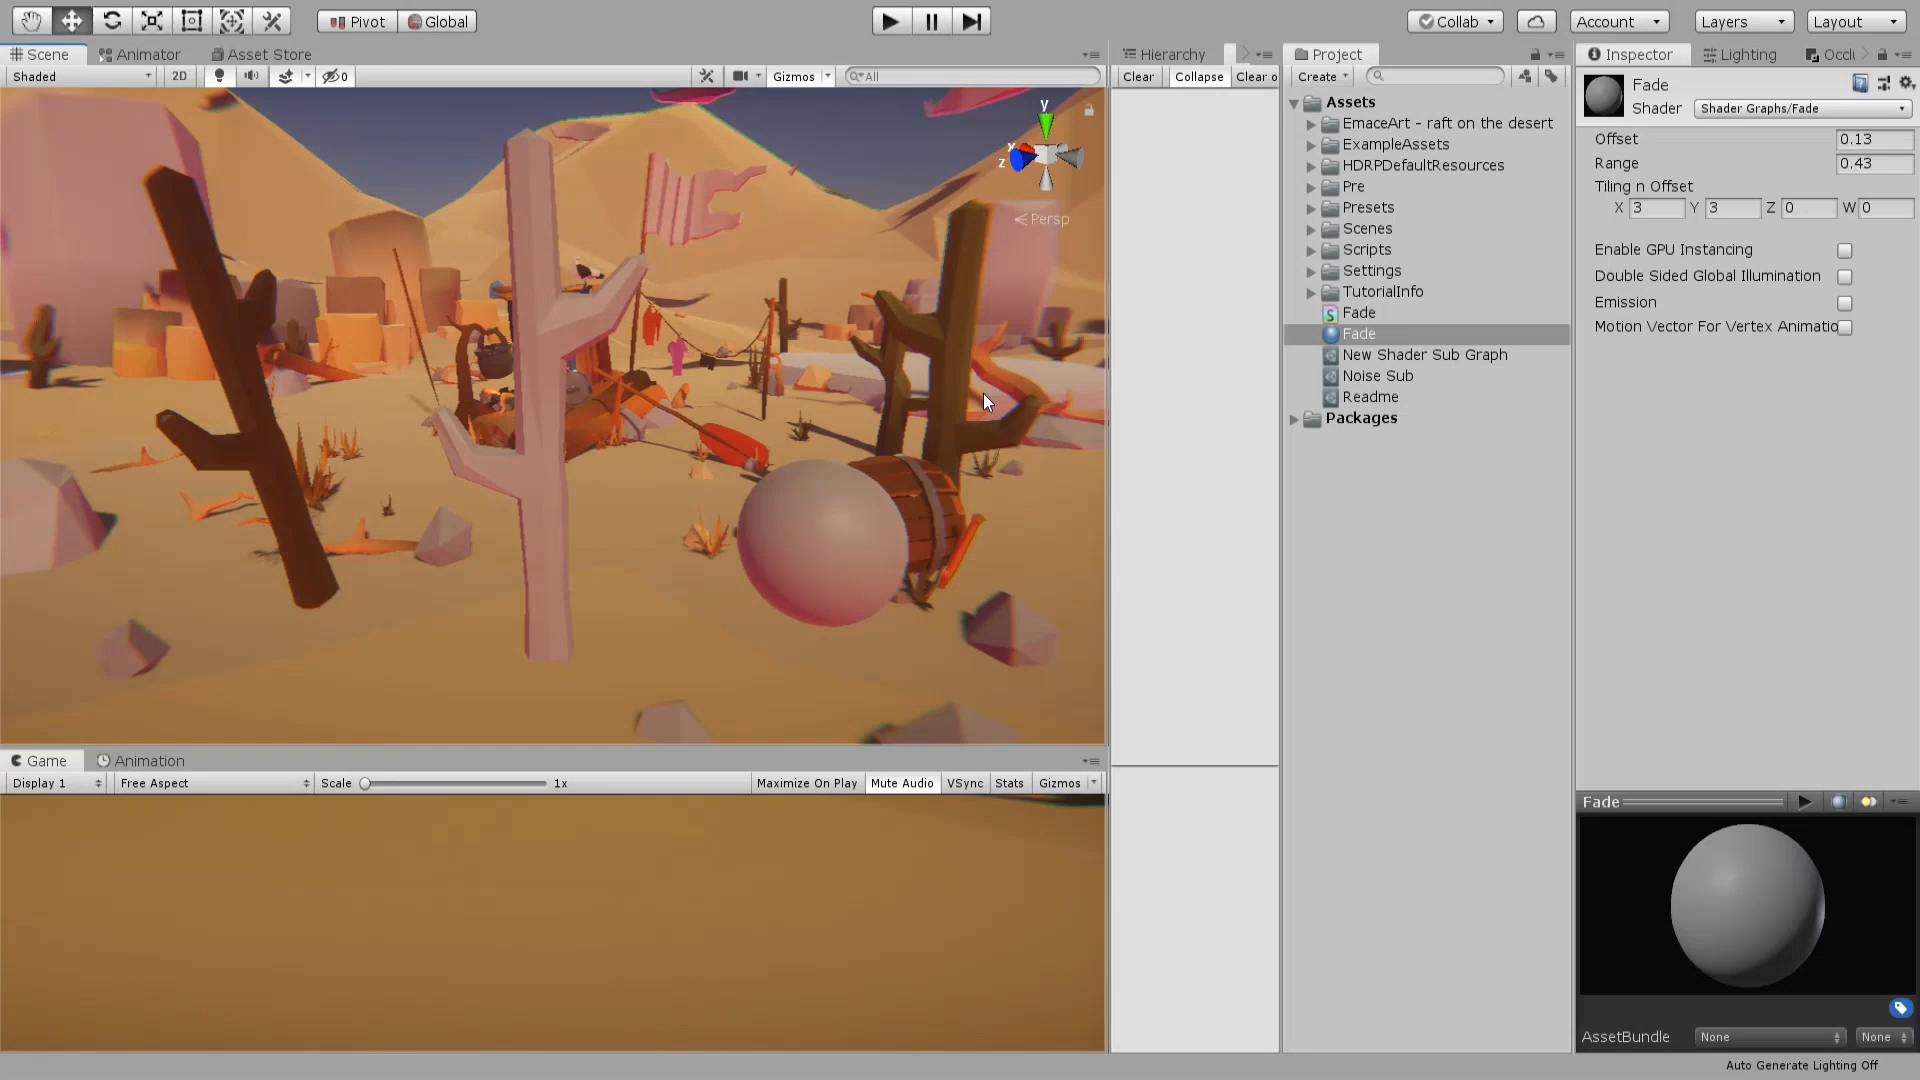 Pivot Global Collab Account Layers Layout
Scene Animator Asset Store
Shaded 2D 0 Gizmos All
y
x
z
Persp
Game Animation
Display 1 Free Aspect Scale 1x Maximize On Play Mute Audio VSync Stats Gizmos
Hierarchy
Clear Collapse Clear o
Project
Create
Assets
EmaceArt - raft on the desert
ExampleAssets
HDRPDefaultResources
Pre
Presets
Scenes
Scripts
Settings
TutorialInfo
Fade
Fade
New Shader Sub Graph
Noise Sub
Readme
Packages
Inspector Lighting Occl
Fade
Shader Shader Graphs/Fade
Offset 0.13
Range 0.43
Tiling n Offset
X 3 Y 3 Z 0 W 0
Enable GPU Instancing
Double Sided Global Illumination
Emission
Motion Vector For Vertex Animatio
Fade
AssetBundle None None
Auto Generate Lighting Off